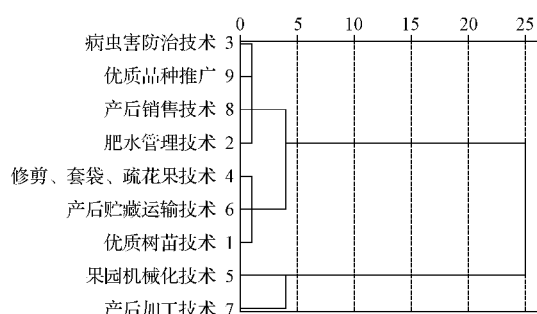 0 5 10 15 20 25
病虫害防治技术 3
优质品种推广 9
产后销售技术 8
肥水管理技术 2
修剪、套袋、疏花果技术 4
产后贮藏运输技术 6
优质树苗技术 1
果园机械化技术 5
产后加工技术 7